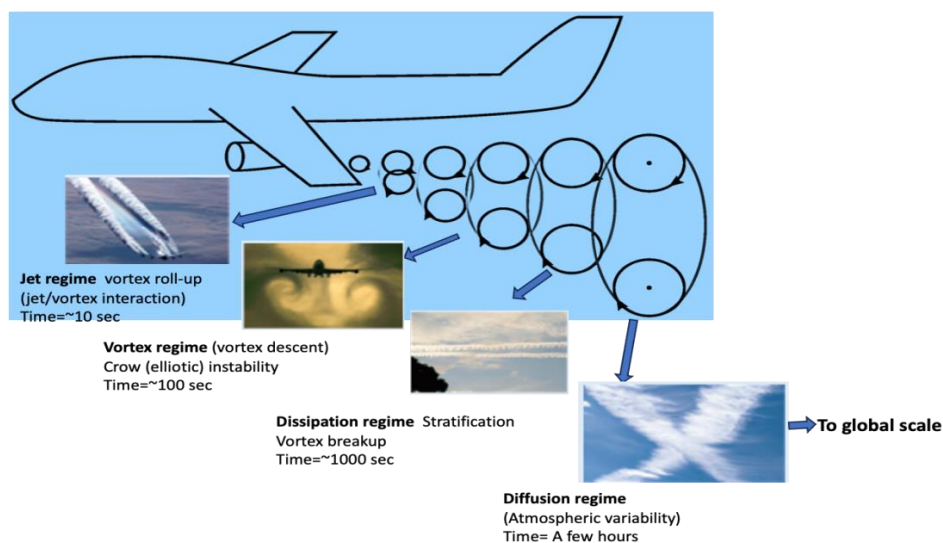 Jet regime vortex roll-up
(jet/vortex interaction)
Time=~10 sec
Vortex regime (vortex descent)
Crow (elliotic) instability
Time=~100 sec
Dissipation regime Stratification
Vortex breakup
Time=~1000 sec
To global scale
Diffusion regime
(Atmospheric variability)
Time= A few hours